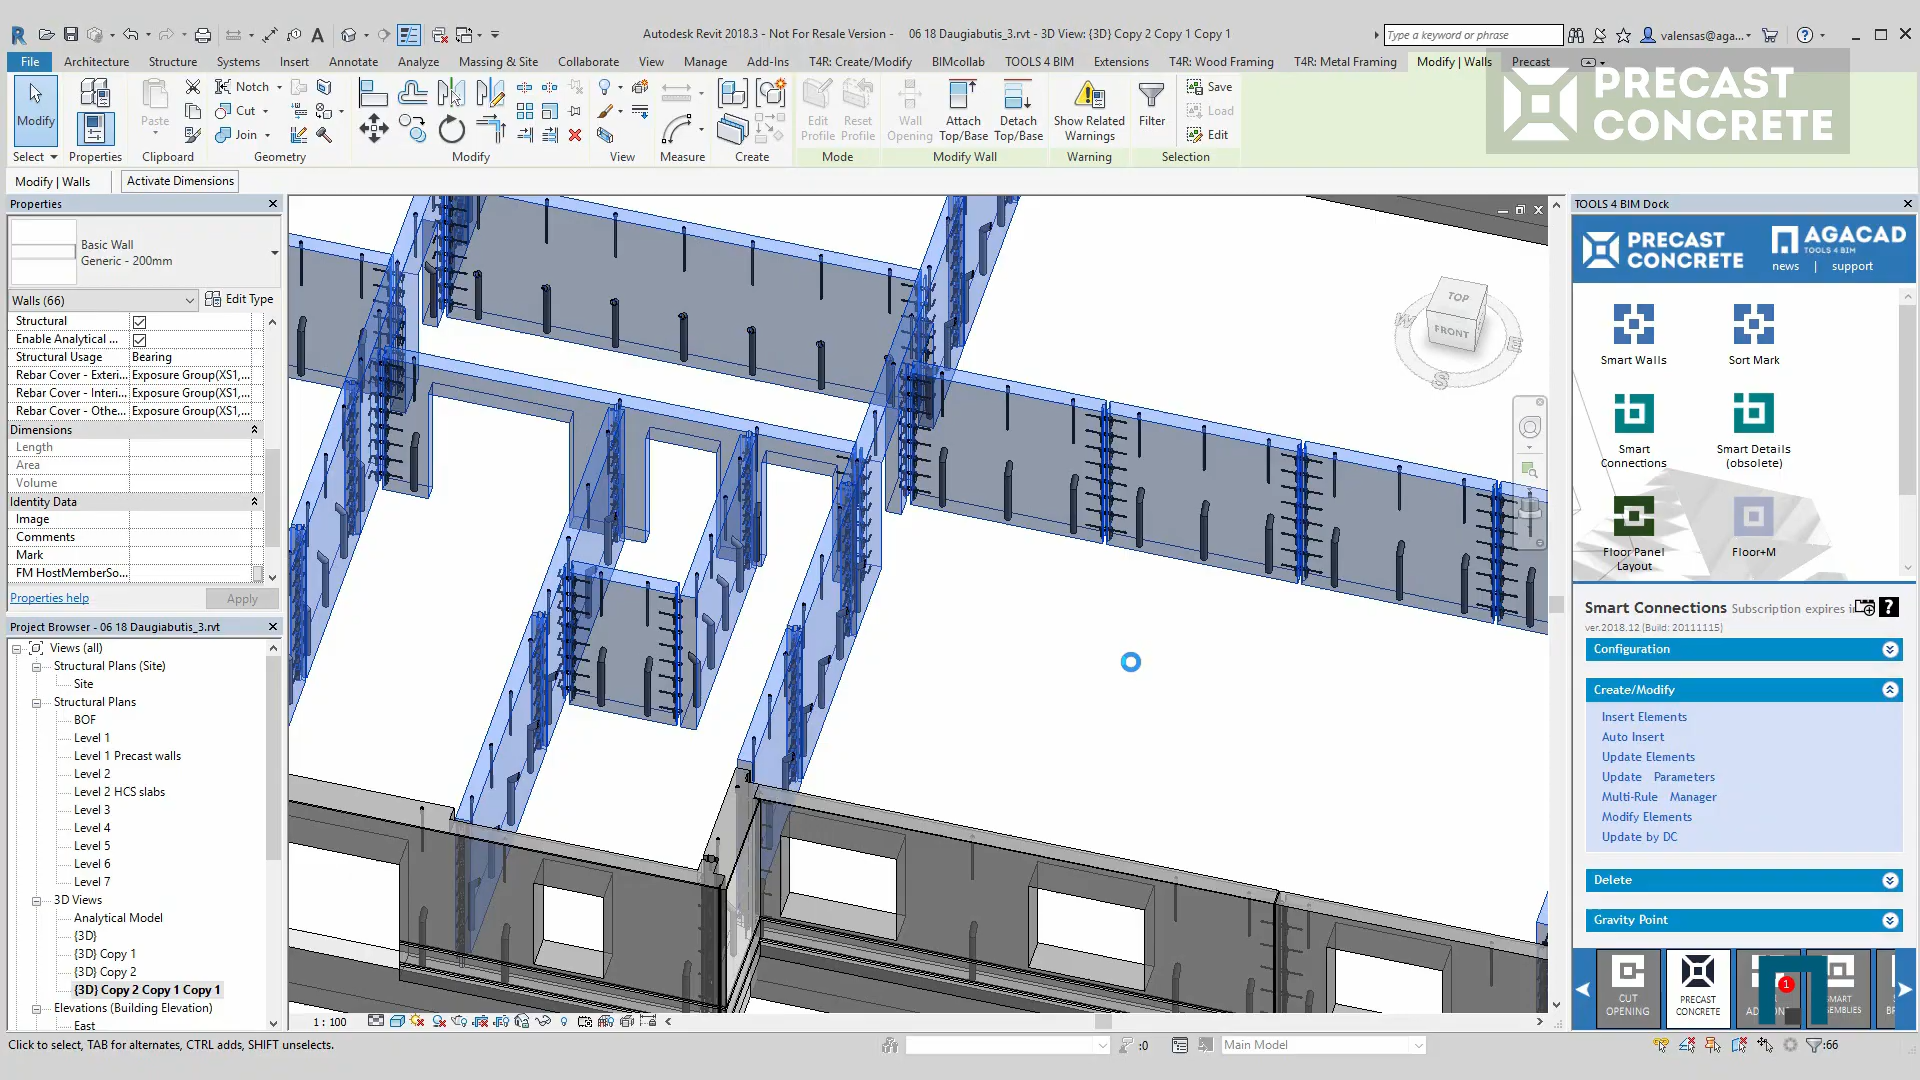 Autodesk Revit 2018.3 - Not For Resale Version - 06 18 Daugiabutis_3.rvt - 3D View: {3D} Copy 2 Copy 1 Copy 1
Type a keyword or phrase
valensas@aga...
File Architecture Structure Systems Insert Annotate Analyze Massing & Site Collaborate View Manage Add-Ins T4R: Create/Modify BIMcollab TOOLS 4 BIM Extensions T4R: Wood Framing T4R: Metal Framing Modify | Walls Precast
PRECAST
CONCRETE
Modify
Select
Properties
Paste
Clipboard
Notch
Cut
Join
Geometry
Modify
View
Measure
Create
Edit Profile
Reset Profile
Mode
Wall Opening
Attach Top/Base
Detach Top/Base
Modify Wall
Show Related Warnings
Warning
Filter
Save
Load
Edit
Selection
Modify | Walls
Activate Dimensions
Properties
Basic Wall
Generic - 200mm
Walls (66)
Edit Type
Structural
Enable Analytical ...
Structural Usage Bearing
Rebar Cover - Exteri... Exposure Group(XS1,...
Rebar Cover - Interi... Exposure Group(XS1,...
Rebar Cover - Othe... Exposure Group(XS1,...
Dimensions
Length
Area
Volume
Identity Data
Image
Comments
Mark
FM HostMemberSo...
Properties help
Apply
Project Browser - 06 18 Daugiabutis_3.rvt
Views (all)
Structural Plans (Site)
Site
Structural Plans
BOF
Level 1
Level 1 Precast walls
Level 2
Level 2 HCS slabs
Level 3
Level 4
Level 5
Level 6
Level 7
3D Views
Analytical Model
{3D}
{3D} Copy 1
{3D} Copy 2
{3D} Copy 2 Copy 1 Copy 1
Elevations (Building Elevation)
East
TOP
FRONT
W
E
S
1 : 100
TOOLS 4 BIM Dock
PRECAST
CONCRETE
AGACAD
TOOLS 4 BIM
news | support
Smart Walls
Sort Mark
Smart
Connections
Smart Details
(obsolete)
Floor Panel
Layout
Floor+M
Smart Connections Subscription expires i
ver.2018.12 (Build: 20111115)
Configuration
Create/Modify
Insert Elements
Auto Insert
Update Elements
Update Parameters
Multi-Rule Manager
Modify Elements
Update by DC
Delete
Gravity Point
CUT
OPENING
PRECAST
CONCRETE
1
Click to select, TAB for alternates, CTRL adds, SHIFT unselects.
:0
Main Model
:66